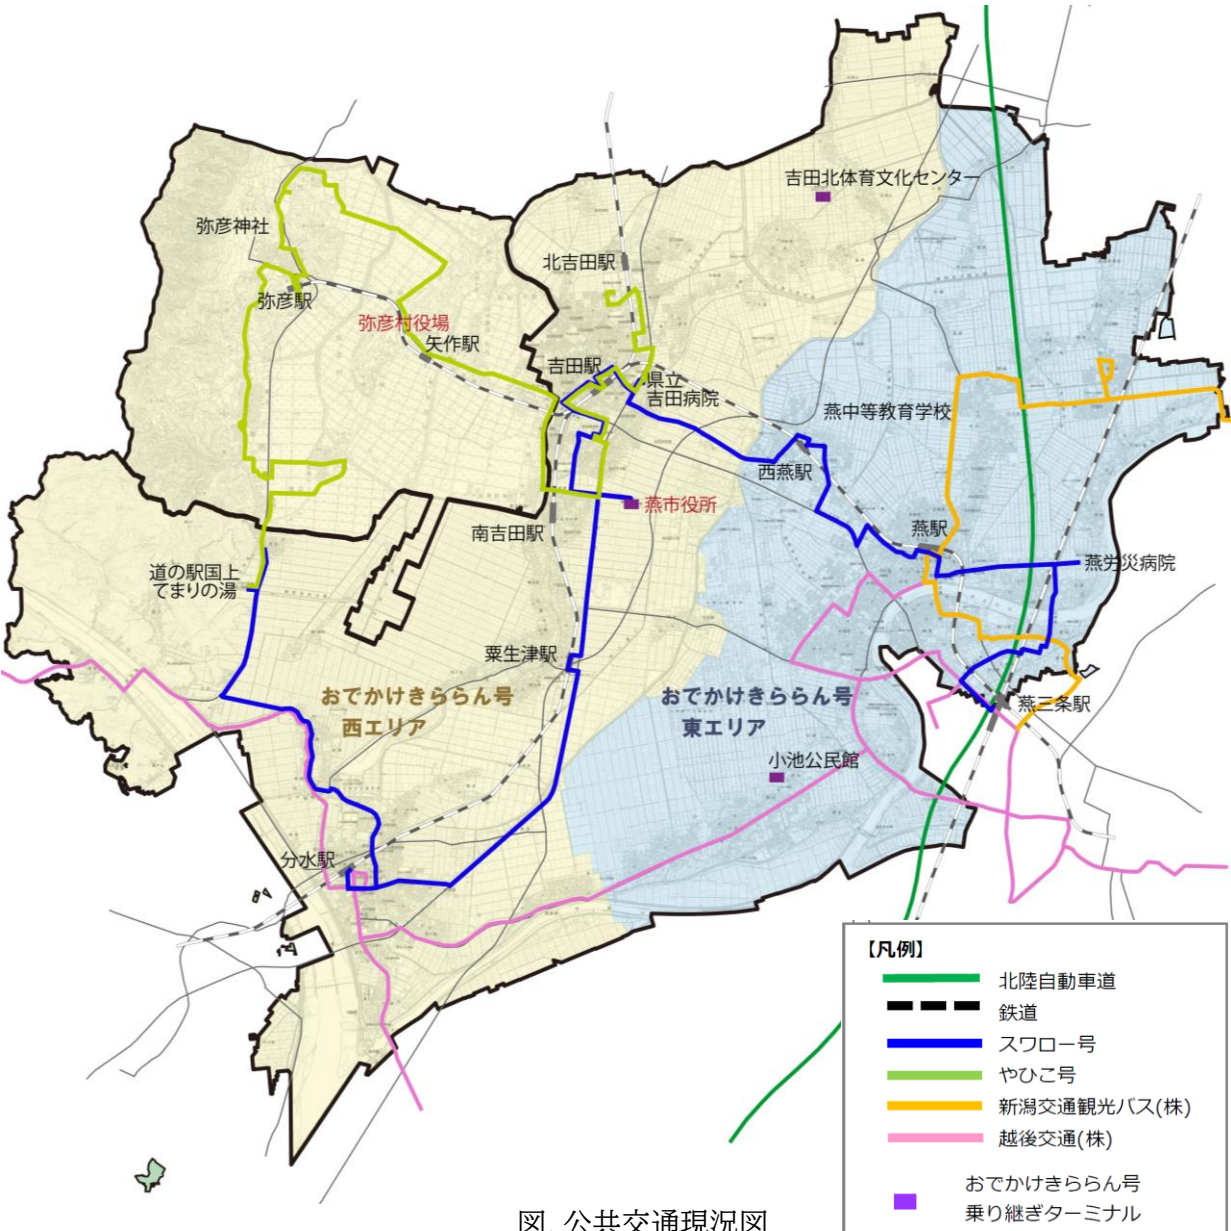 吉田北体育文化センター
弥彦神社
北吉田駅
弥彦駅
弥彦村役場
矢作駅
吉田駅
県立
吉田病院
燕中等教育学校
西燕駅
燕市役所
南吉田駅
燕駅
燕労災病院
道の駅国上
てまりの湯
粟生津駅
おでかけきららん号
西エリア
おでかけきららん号
東エリア
燕三条駅
小池公民館
分水駅
【凡例】
北陸自動車道
鉄道
スワロー号
やひこ号
新潟交通観光バス(株)
越後交通(株)
おでかけきららん号
乗り継ぎターミナル
図 公共交通現況図